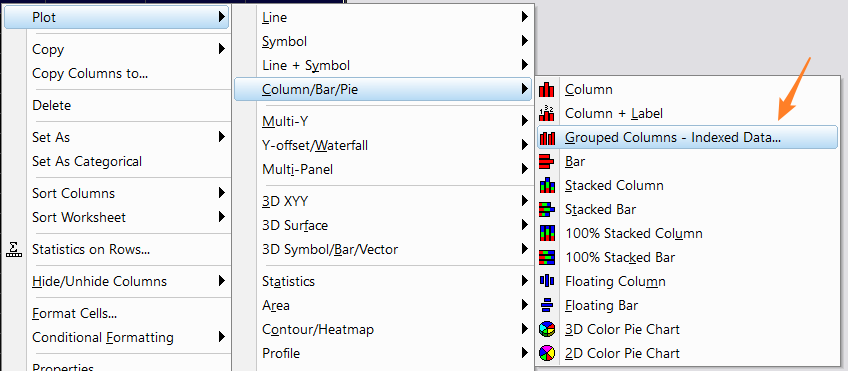 Plot
Copy
Copy Columns to...
Delete
Set As
Set As Categorical
Sort Columns
Sort Worksheet
Statistics on Rows...
Hide/Unhide Columns
Format Cells...
Conditional Formatting
Properties
Line
Symbol
Line + Symbol
Column/Bar/Pie
Multi-Y
Y-offset/Waterfall
Multi-Panel
3D XYY
3D Surface
3D Symbol/Bar/Vector
Statistics
Area
Contour/Heatmap
Profile
Column
Column + Label
Grouped Columns - Indexed Data...
Bar
Stacked Column
Stacked Bar
100% Stacked Column
100% Stacked Bar
Floating Column
Floating Bar
3D Color Pie Chart
2D Color Pie Chart